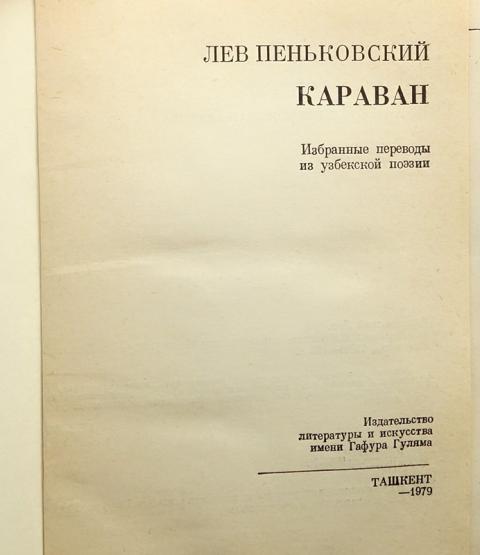 ЛЕВ ПЕНЬКОВСКИЙ
КАРАВАН
Избранные переводы
из узбекской поэзии
Издательство
литературы и искусства
имени Гафура Гуляма
ТАШКЕНТ
—1979